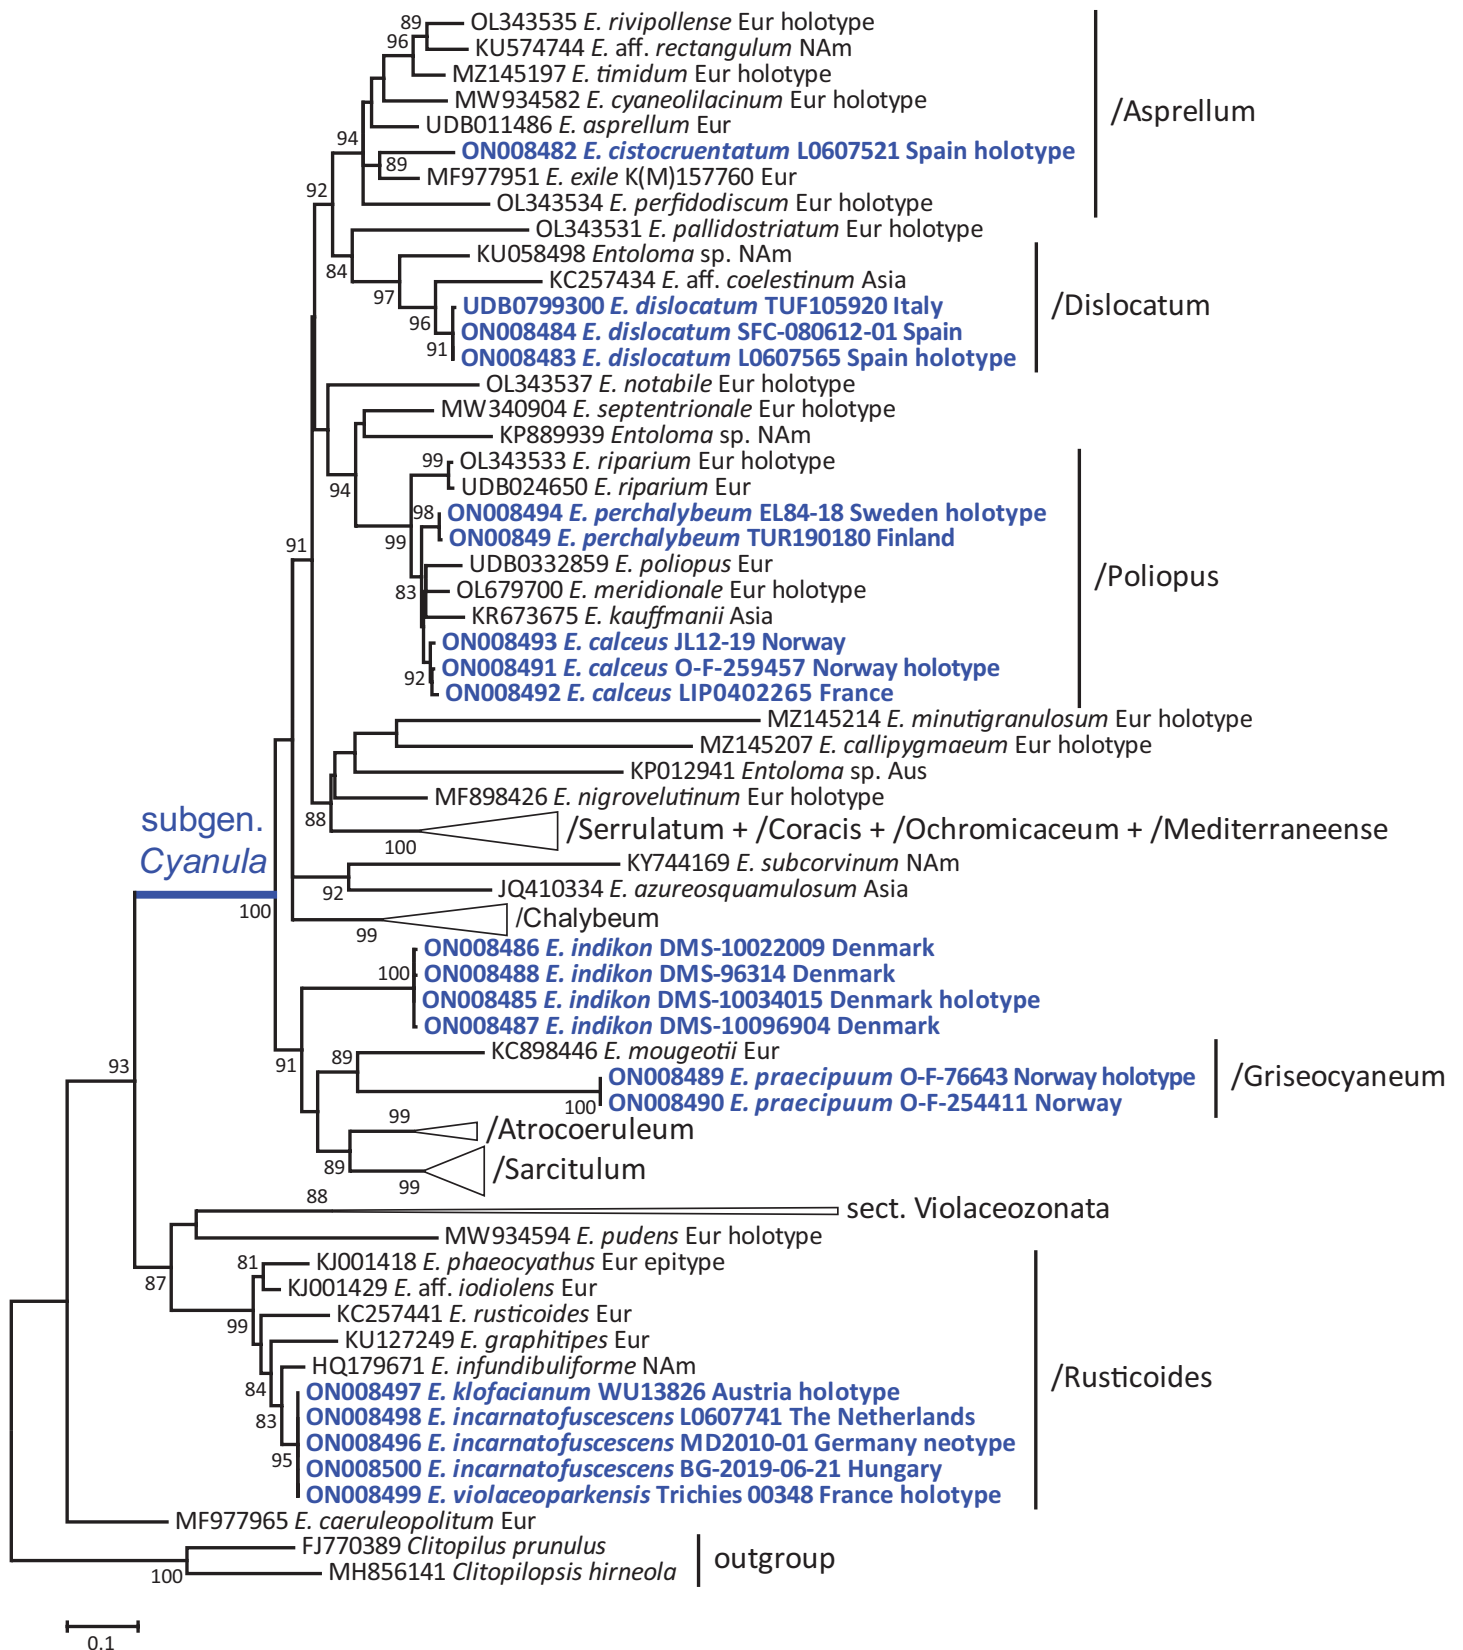 89
OL343535 E. rivipollense Eur holotype
96
KU574744 E. aff. rectangulum NAm
MZ145197 E. timidum Eur holotype
MW934582 E. cyaneolilacinum Eur holotype
/Asprellum
UDB011486 E. asprellum Eur
94
ON008482 E. cistocruentatum L0607521 Spain holotype
89
MF977951 E. exile K(M)157760 Eur
92
OL343534 E. perfidodiscum Eur holotype
OL343531 E. pallidostriatum Eur holotype
KU058498 Entoloma sp. NAm
84
KC257434 E. aff. coelestinum Asia
97
UDB0799300 E. dislocatum TUF105920 Italy
/Dislocatum
96
ON008484 E. dislocatum SFC-080612-01 Spain
91
ON008483 E. dislocatum L0607565 Spain holotype
OL343537 E. notabile Eur holotype
MW340904 E. septentrionale Eur holotype
KP889939 Entoloma sp. NAm
99
OL343533 E. riparium Eur holotype
94
UDB024650 E. riparium Eur
98
ON008494 E. perchalybeum EL84-18 Sweden holotype
99
ON00849 E. perchalybeum TUR190180 Finland
91
UDB0332859 E. poliopus Eur
/Poliopus
83
OL679700 E. meridionale Eur holotype
KR673675 E. kauffmanii Asia
ON008493 E. calceus JL12-19 Norway
ON008491 E. calceus O-F-259457 Norway holotype
92
ON008492 E. calceus LIP0402265 France
MZ145214 E. minutigranulosum Eur holotype
MZ145207 E. callipygmaeum Eur holotype
KP012941 Entoloma sp. Aus
MF898426 E. nigrovelutinum Eur holotype
88
/Serrulatum + /Coracis + /Ochromicaceum + /Mediterraneense
100
subgen.
Cyanula
KY744169 E. subcorvinum NAm
92
JQ410334 E. azureosquamulosum Asia
100
/Chalybeum
99
ON008486 E. indikon DMS-10022009 Denmark
100
ON008488 E. indikon DMS-96314 Denmark
ON008485 E. indikon DMS-10034015 Denmark holotype
ON008487 E. indikon DMS-10096904 Denmark
89
KC898446 E. mougeotii Eur
93
91
ON008489 E. praecipuum O-F-76643 Norway holotype
/Griseocyaneum
100
ON008490 E. praecipuum O-F-254411 Norway
99
/Atrocoeruleum
89
/Sarcitulum
99
88
sect. Violaceozonata
MW934594 E. pudens Eur holotype
81
KJ001418 E. phaeocyathus Eur epitype
87
KJ001429 E. aff. iodiolens Eur
99
KC257441 E. rusticoides Eur
KU127249 E. graphitipes Eur
HQ179671 E. infundibuliforme NAm
/Rusticoides
84
ON008497 E. klofacianum WU13826 Austria holotype
83
ON008498 E. incarnatofuscescens L0607741 The Netherlands
ON008496 E. incarnatofuscescens MD2010-01 Germany neotype
95
ON008500 E. incarnatofuscescens BG-2019-06-21 Hungary
ON008499 E. violaceoparkensis Trichies 00348 France holotype
MF977965 E. caeruleopolitum Eur
FJ770389 Clitopilus prunulus
outgroup
100
MH856141 Clitopilopsis hirneola
0.1